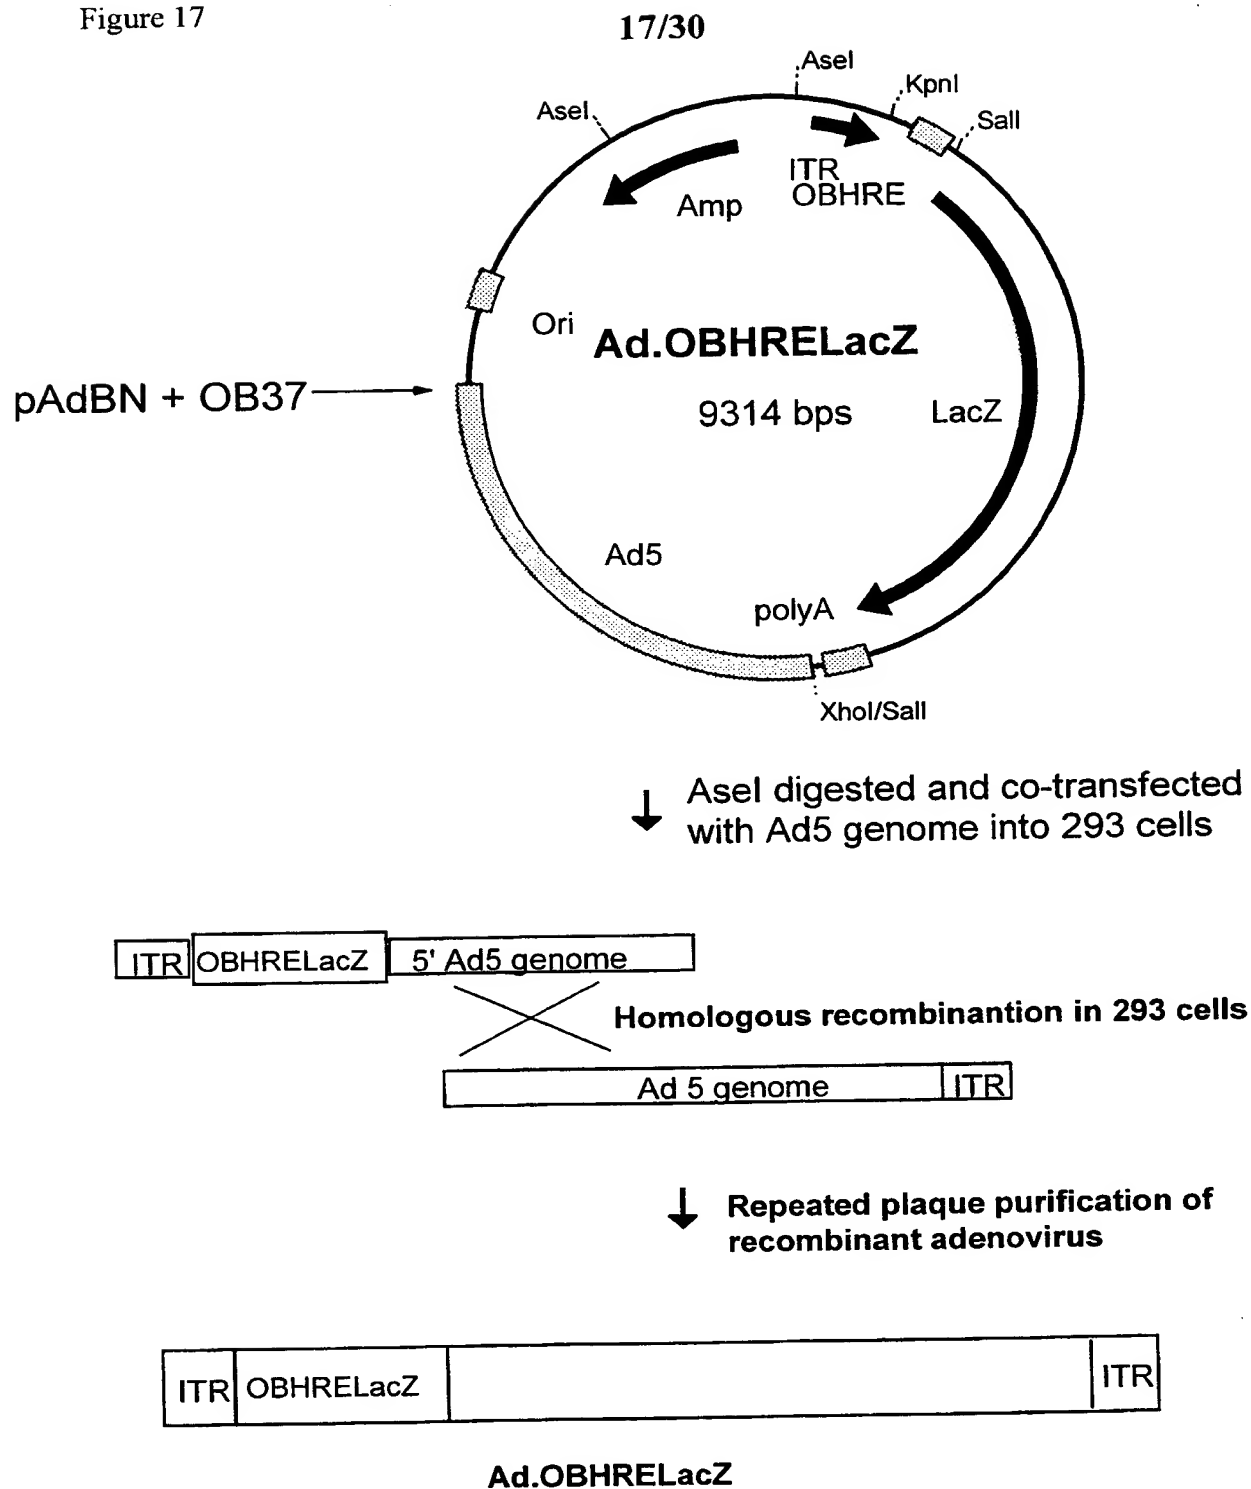 Figure 17
17/30
AseI
KpnI
AseI
SalI
ITR
OBHRE
Amp
Ori
Ad.OBHRELacZ
pAdBN + OB37
9314 bps
LacZ
Ad5
polyA
XhoI/SalI
AseI digested and co-transfected
with Ad5 genome into 293 cells
ITR OBHRELacZ 5' Ad5 genome
Homologous recombinantion in 293 cells
Ad 5 genome ITR
Repeated plaque purification of
recombinant adenovirus
ITR OBHRELacZ ITR
Ad.OBHRELacZ